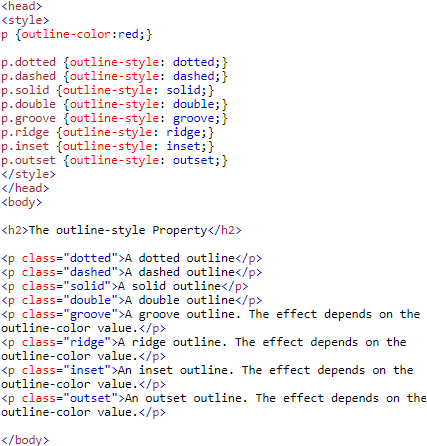 <head>
<style>
p {outline-color:red;}
p.dotted {outline-style: dotted;}
p.dashed {outline-style: dashed;}
p.solid {outline-style: solid;}
p.double {outline-style: double;}
p.groove {outline-style: groove;}
p.ridge {outline-style: ridge;}
p.inset {outline-style: inset;}
p.outset {outline-style: outset;}
</style>
</head>
<body>
<h2>The outline-style Property</h2>
<p class="dotted">A dotted outline</p>
<p class="dashed">A dashed outline</p>
<p class="solid">A solid outline</p>
<p class="double">A double outline</p>
<p class="groove">A groove outline. The effect depends on the
outline-color value.</p>
<p class="ridge">A ridge outline. The effect depends on the
outline-color value.</p>
<p class="inset">An inset outline. The effect depends on the
outline-color value.</p>
<p class="outset">An outset outline. The effect depends on the
outline-color value.</p>
</body>